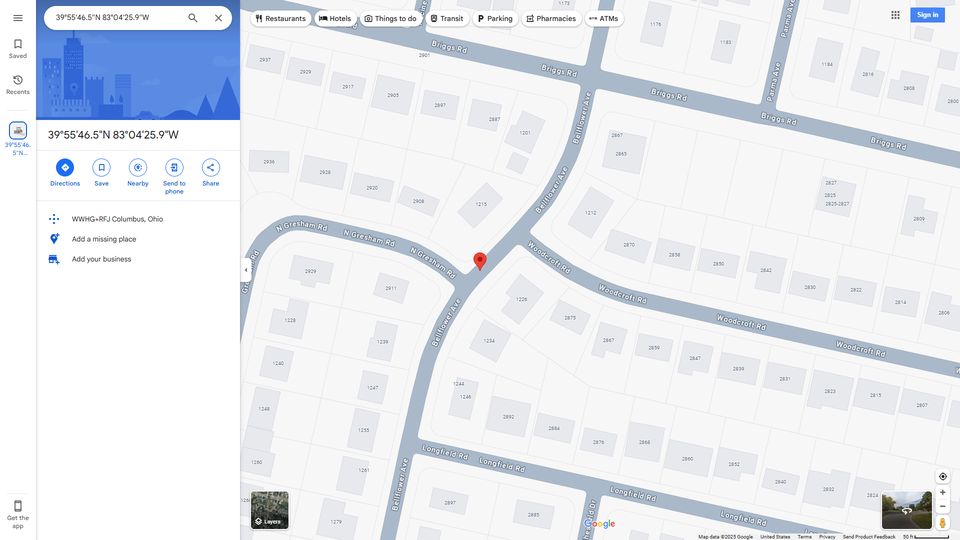 39°55'46.5"N 83°04'25.9"W
Saved
Recents
39°55'46.
5"N...
Get the
app
39°55'46.5"N 83°04'25.9"W
Directions
Save
Nearby
Send to
phone
Share
WWHG+RFJ Columbus, Ohio
Add a missing place
Add your business
Restaurants
Hotels
Things to do
Transit
Parking
Pharmacies
ATMs
Sign in
1173
1176
1183
Parma Ave
1184
2816
2808
2800
Briggs Rd
2901
Briggs Rd
Briggs Rd
Briggs Rd
Briggs Rd
Parma Ave
2937
2929
2917
2905
2897
2887
1201
Bellflower Ave
2867
2865
2936
2928
2920
2908
1215
Bellflower Ave
1212
2827
2825
2825-2827
2809
N Gresham Rd
N Gresham Rd
N Gresham Rd
Woodcroft Rd
2870
2858
2850
2842
2830
2822
2814
2806
Woodcroft Rd
Woodcroft Rd
Woodcroft Rd
2929
2911
1226
Bellflower Ave
2875
2867
2859
2847
2839
2831
2823
2815
2807
1228
1239
1234
1240
1247
1244
1246
1248
1255
2892
2884
2876
2868
2860
2852
2840
2832
2824
1260
1261
Longfield Rd
Longfield Rd
Longfield Rd
Longfield Rd
Bellflower Ave
1279
2897
2885
Layers
Google
Map data ©2025 Google
United States
Terms
Privacy
Send Product Feedback
50 ft